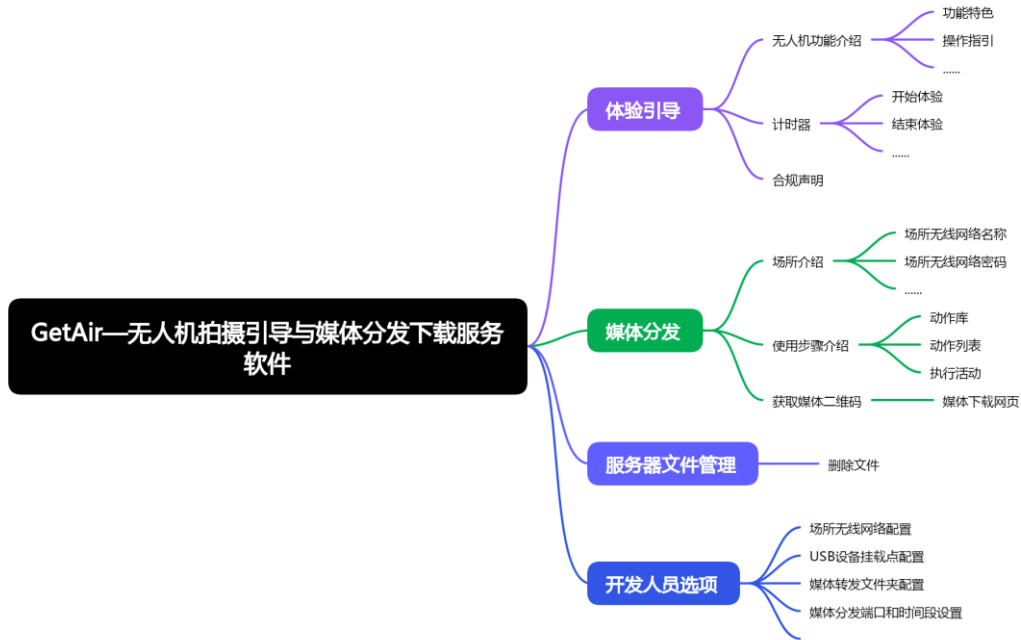 GetAir—无人机拍摄引导与媒体分发下载服务
软件
体验引导
无人机功能介绍
功能特色
操作指引
......
计时器
开始体验
结束体验
......
合规声明
媒体分发
场所介绍
场所无线网络名称
场所无线网络密码
......
使用步骤介绍
动作库
动作列表
执行活动
获取媒体二维码
媒体下载网页
服务器文件管理
删除文件
开发人员选项
场所无线网络配置
USB设备挂载点配置
媒体转发文件夹配置
媒体分发端口和时间段设置